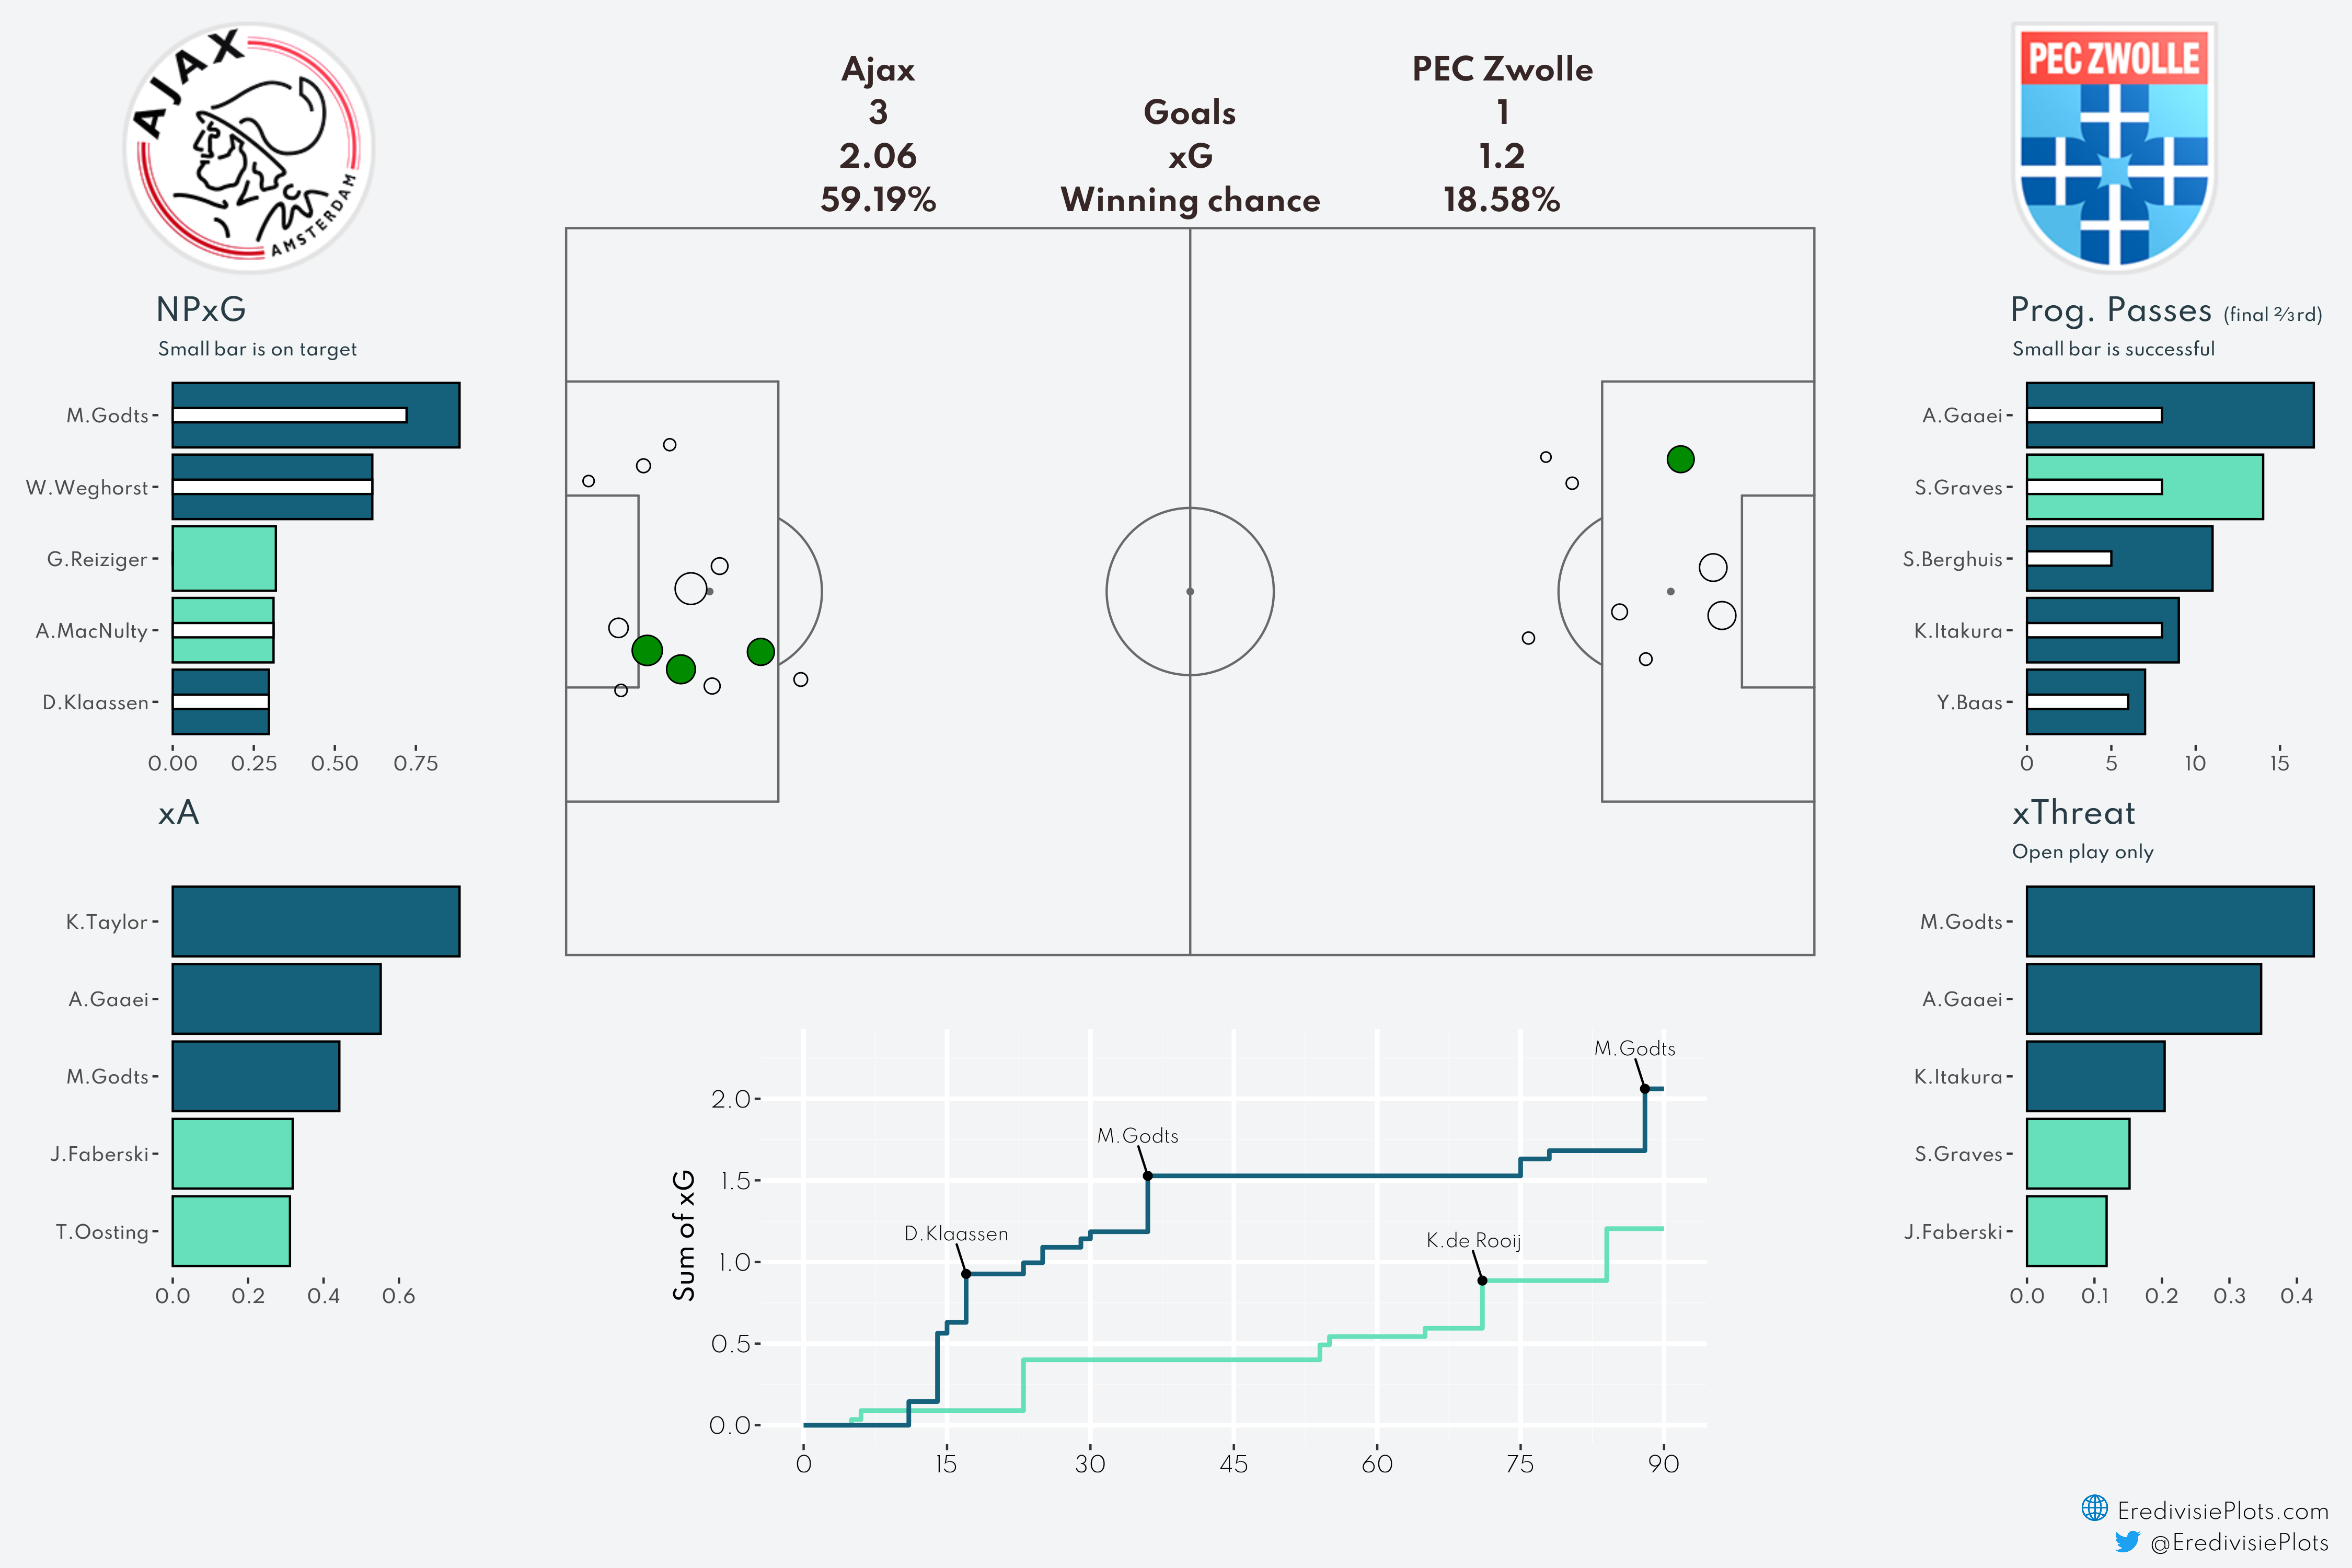 AJAX
AMSTERDAM
PEC ZWOLLE
Ajax PEC Zwolle
3 Goals 1
2.06 xG 1.2
59.19% Winning chance 18.58%
NPxG
Small bar is on target
M.Godts
W.Weghorst
G.Reiziger
A.MacNulty
D.Klaassen
0.00 0.25 0.50 0.75
xA
K.Taylor
A.Gaaei
M.Godts
J.Faberski
T.Oosting
0.0 0.2 0.4 0.6
Prog. Passes (final ⅔rd)
Small bar is successful
A.Gaaei
S.Graves
S.Berghuis
K.Itakura
Y.Baas
0 5 10 15
xThreat
Open play only
M.Godts
A.Gaaei
K.Itakura
S.Graves
J.Faberski
0.0 0.1 0.2 0.3 0.4
Sum of xG
2.0
1.5
1.0
0.5
0.0
M.Godts
M.Godts
D.Klaassen
K.de Rooij
0 15 30 45 60 75 90
EredivisiePlots.com
@EredivisiePlots